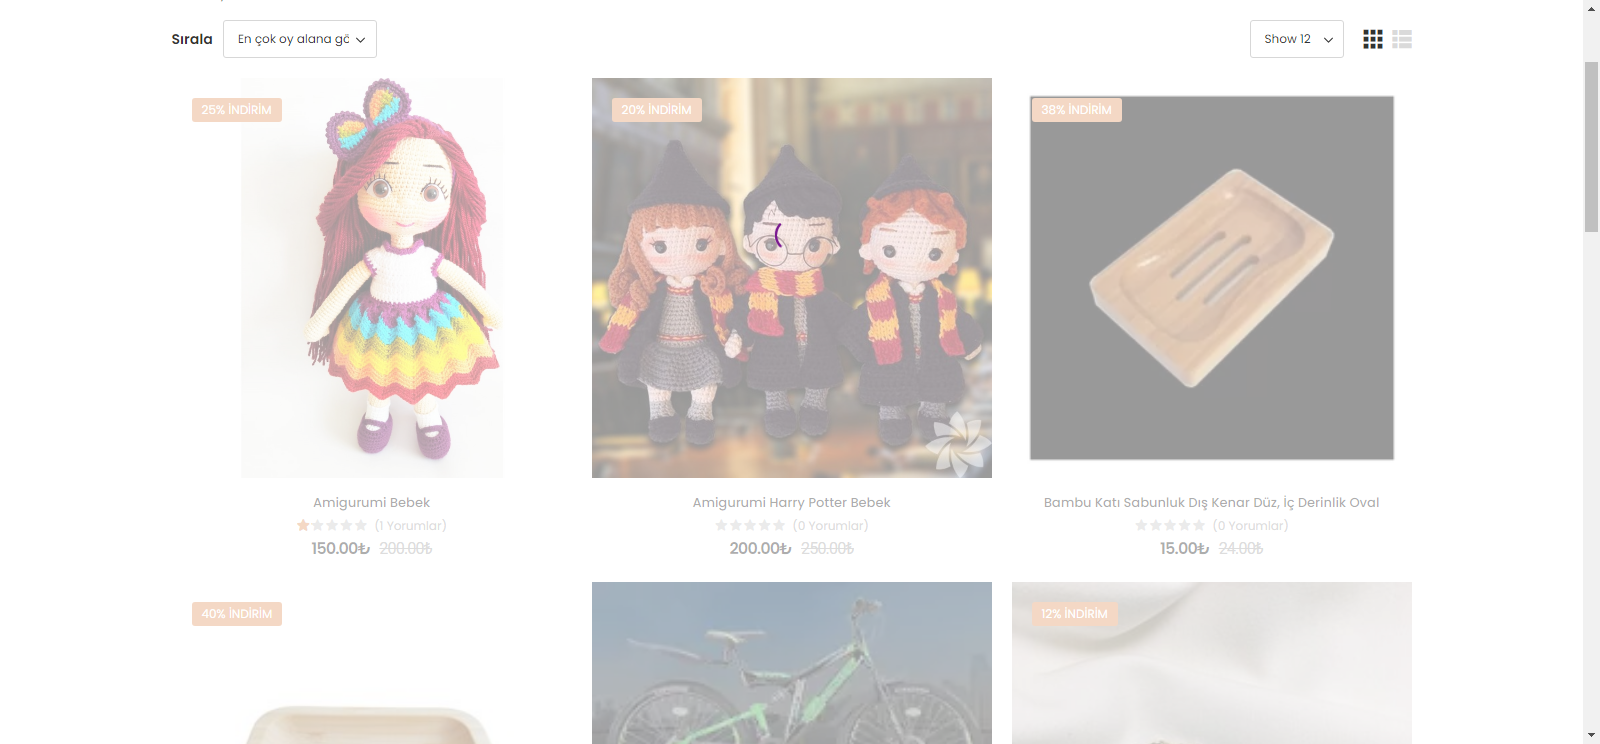 Sırala
En çok oy alana gö
Show 12
25% İNDİRİM
20% İNDİRİM
38% İNDİRİM
Amigurumi Bebek
(1 Yorumlar)
150.00₺ 200.00₺
Amigurumi Harry Potter Bebek
(0 Yorumlar)
200.00₺ 250.00₺
Bambu Katı Sabunluk Dış Kenar Düz, İç Derinlik Oval
(0 Yorumlar)
15.00₺ 24.00₺
40% İNDİRİM
12% İNDİRİM